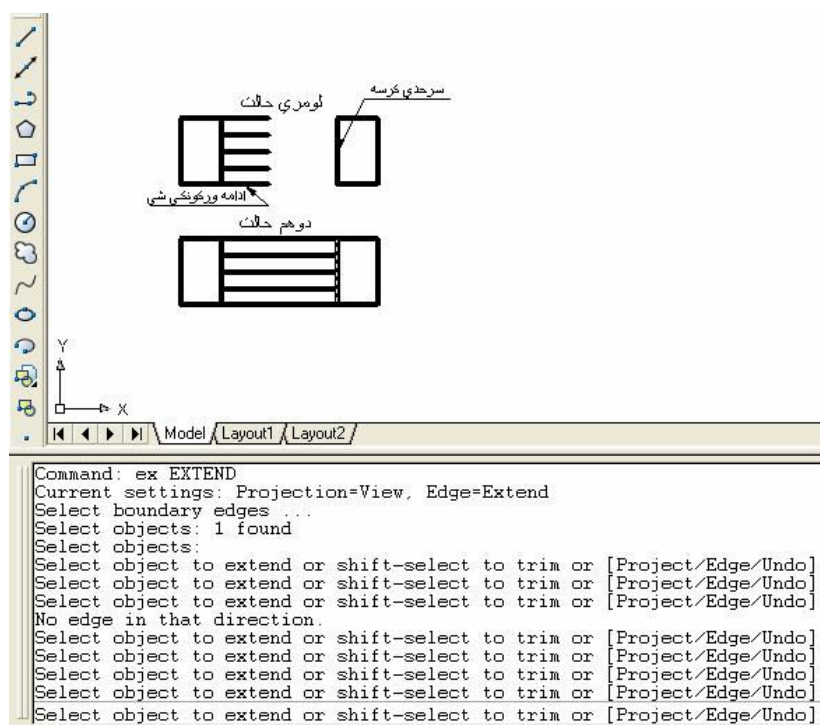 سرحدي کرسه
لومړي حالت
ادامه ورکونکي شي
دوهم حالت
Y
X
Model Layout1 Layout2
Command: ex EXTEND
Current settings: Projection=View, Edge=Extend
Select boundary edges ...
Select objects: 1 found
Select objects:
Select object to extend or shift-select to trim or [Project/Edge/Undo]
Select object to extend or shift-select to trim or [Project/Edge/Undo]
Select object to extend or shift-select to trim or [Project/Edge/Undo]
No edge in that direction.
Select object to extend or shift-select to trim or [Project/Edge/Undo]
Select object to extend or shift-select to trim or [Project/Edge/Undo]
Select object to extend or shift-select to trim or [Project/Edge/Undo]
Select object to extend or shift-select to trim or [Project/Edge/Undo]
Select object to extend or shift-select to trim or [Project/Edge/Undo]